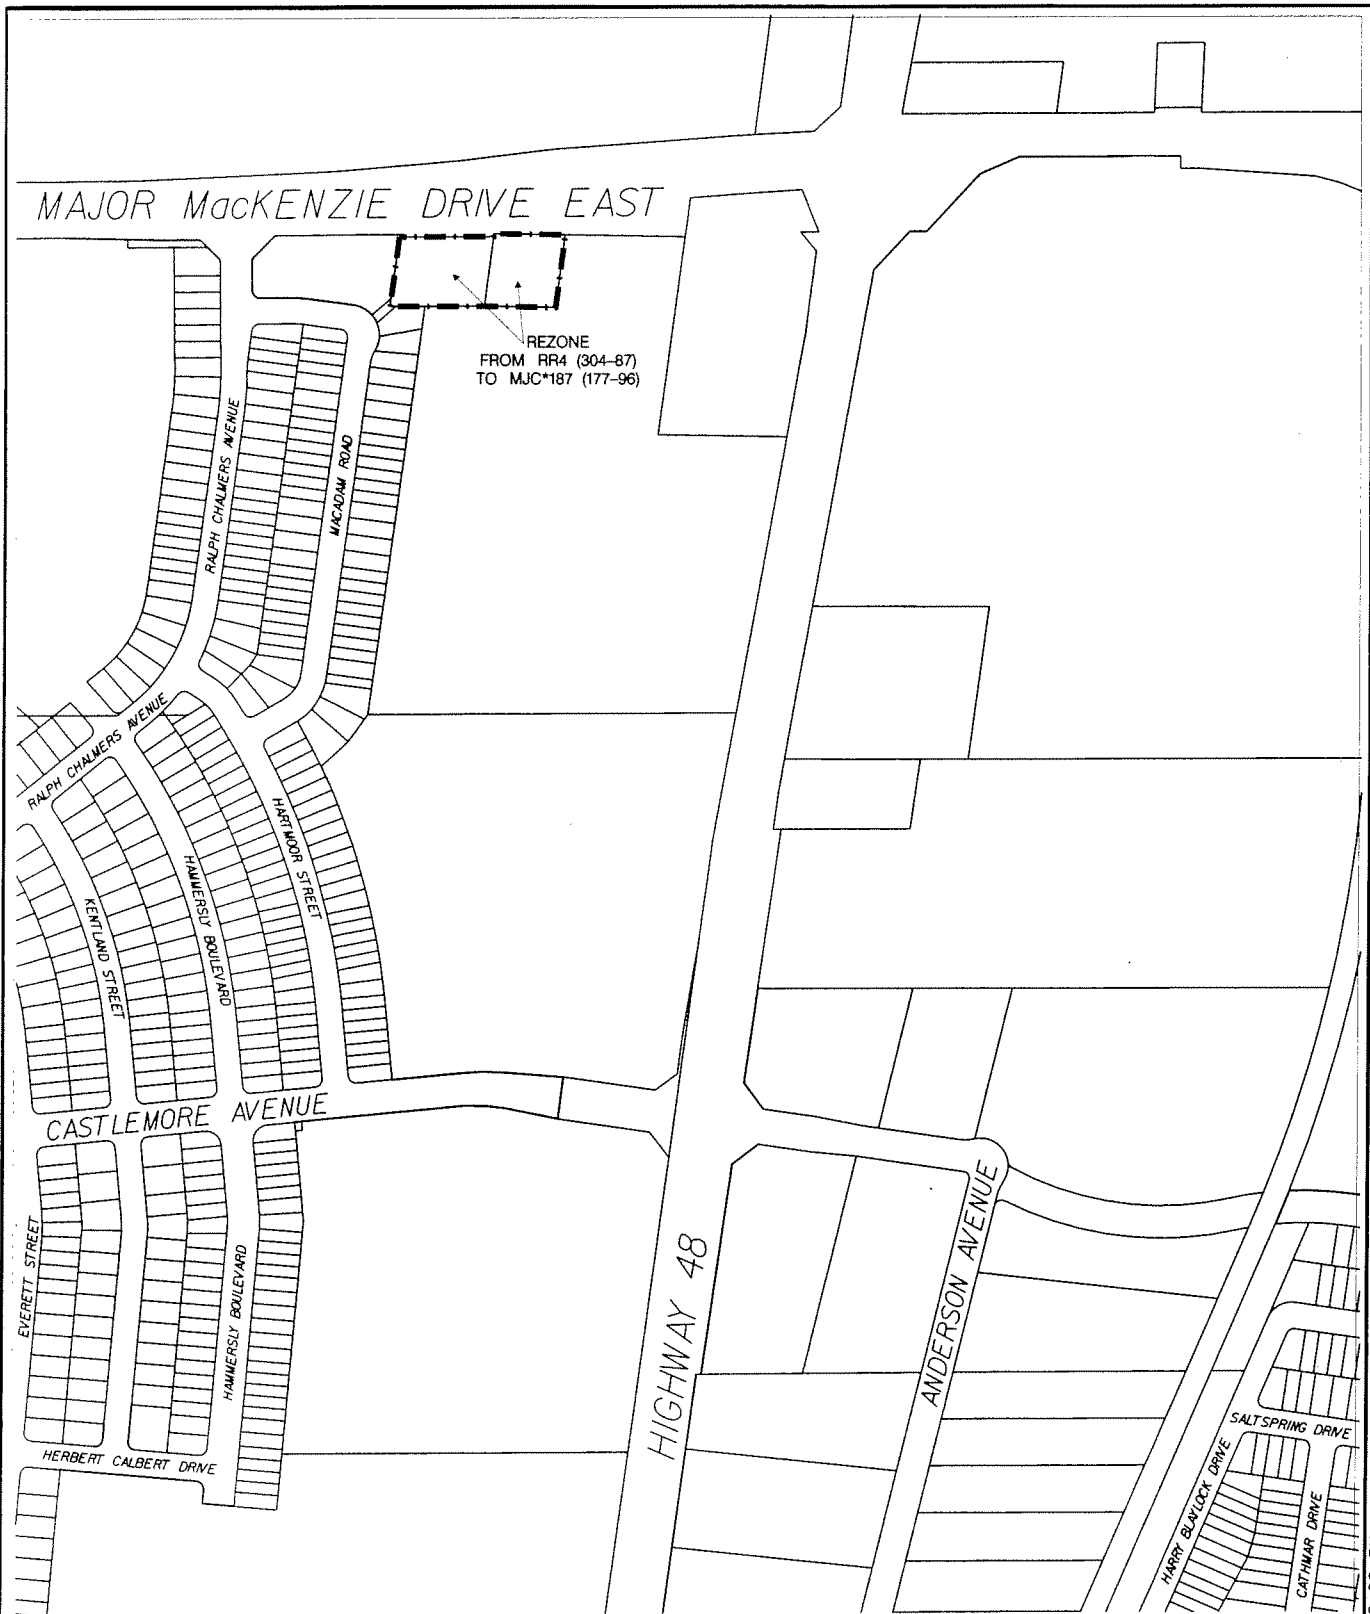 MAJOR MacKENZIE DRIVE EAST
REZONE
FROM RR4 (304-87)
TO MJC*187 (177-96)
RALPH CHALMERS AVENUE
MACADAM ROAD
RALPH CHALMERS AVENUE
HARTMOOR STREET
HAMMERSLY BOULEVARD
KENTLAND STREET
CASTLEMORE AVENUE
EVERETT STREET
HAMMERSLY BOULEVARD
HERBERT CALBERT DRIVE
HIGHWAY 48
ANDERSON AVENUE
SALTSPRING DRIVE
HARRY BLAYLOCK DRIVE
CATHMAR DRIVE